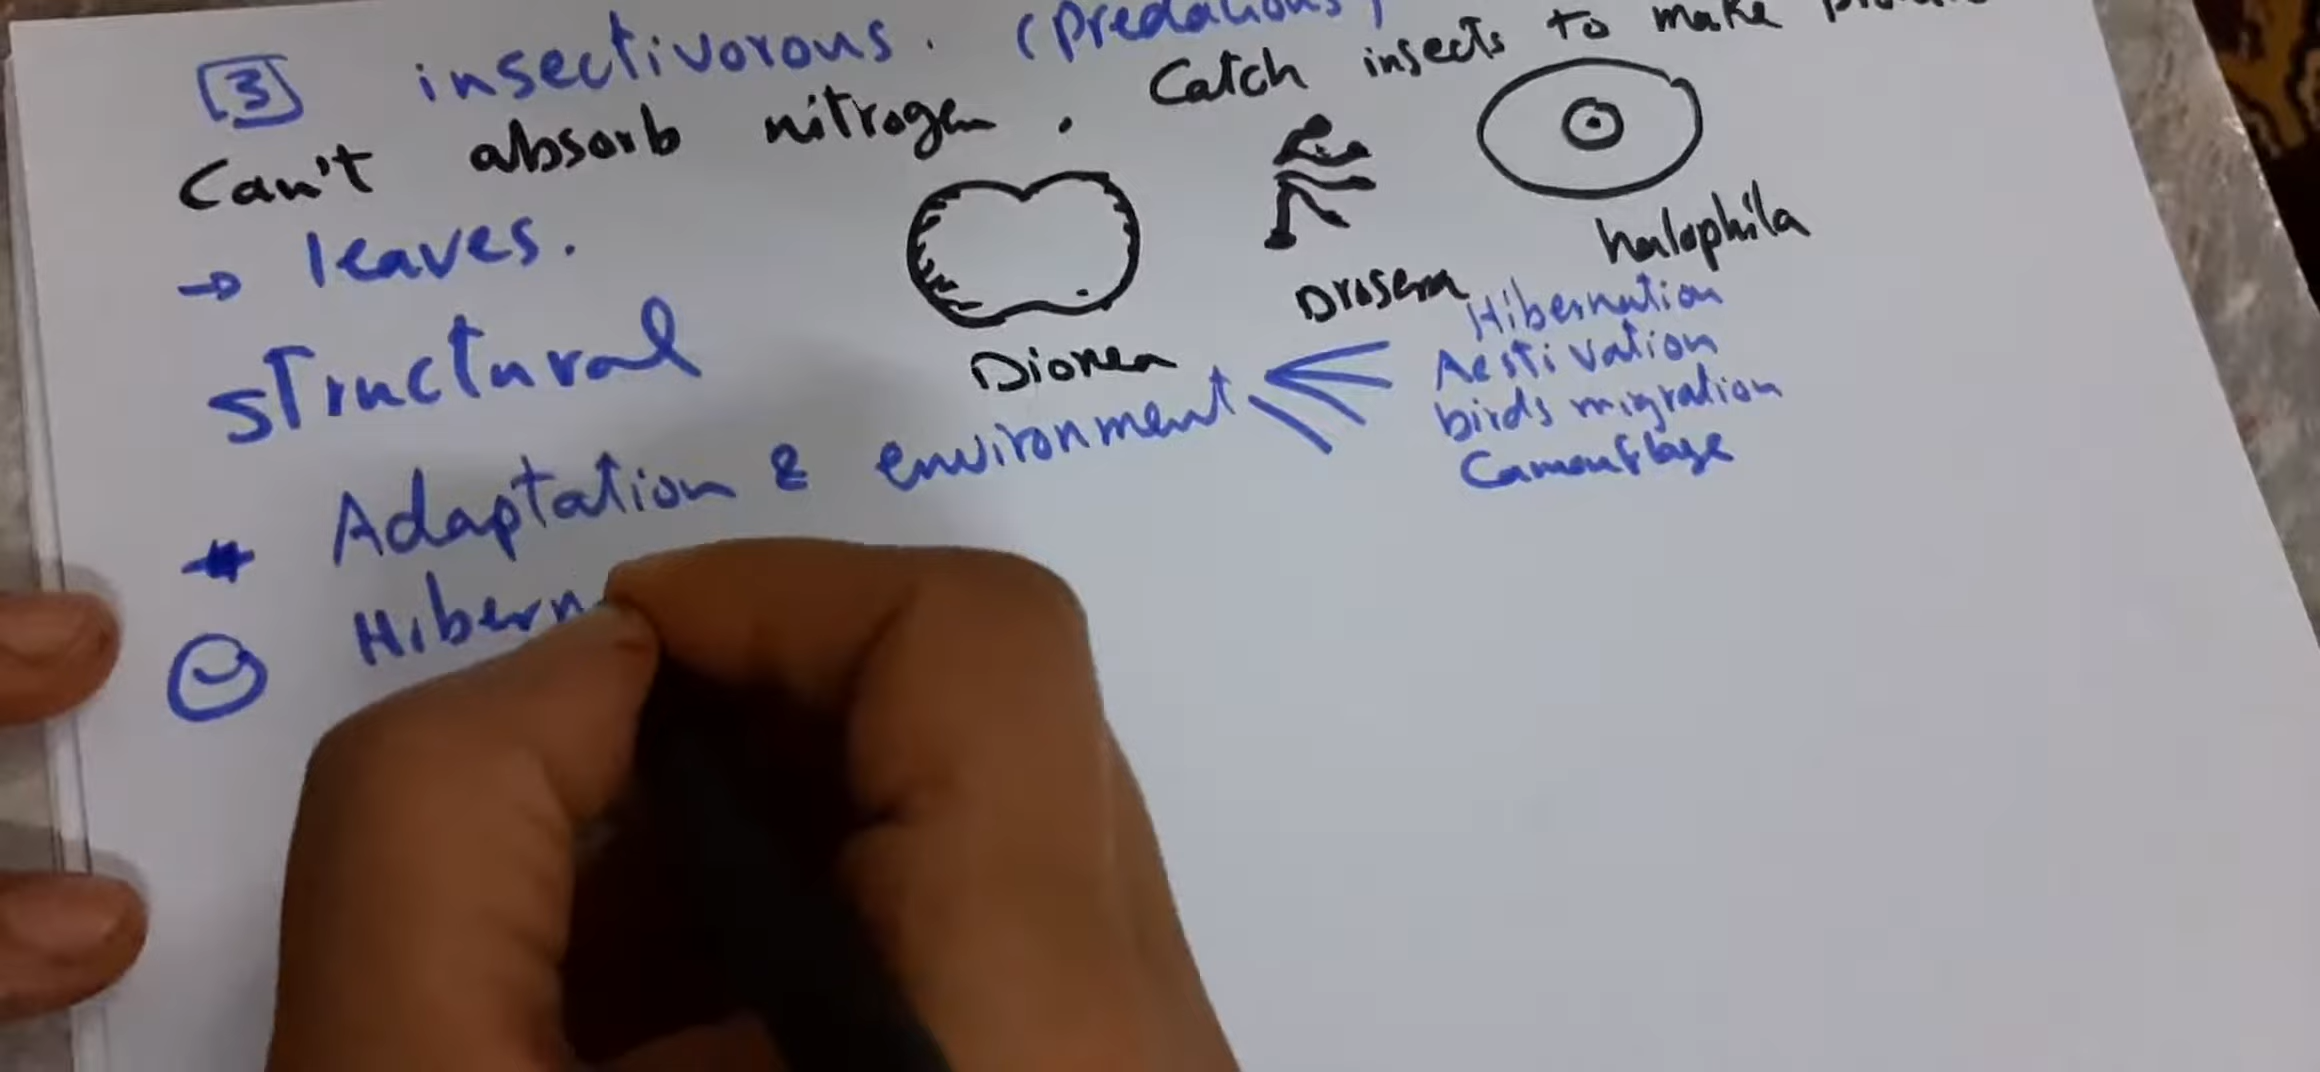 3 insectivorous. (Predatious)
Can't absorb nitrogen. Catch insects to make
→ leaves.
Structural
Dionea
Drosera
halophila
Adaptation & environment
Hibernation
Aestivation
birds migration
Camouflage
Hibern